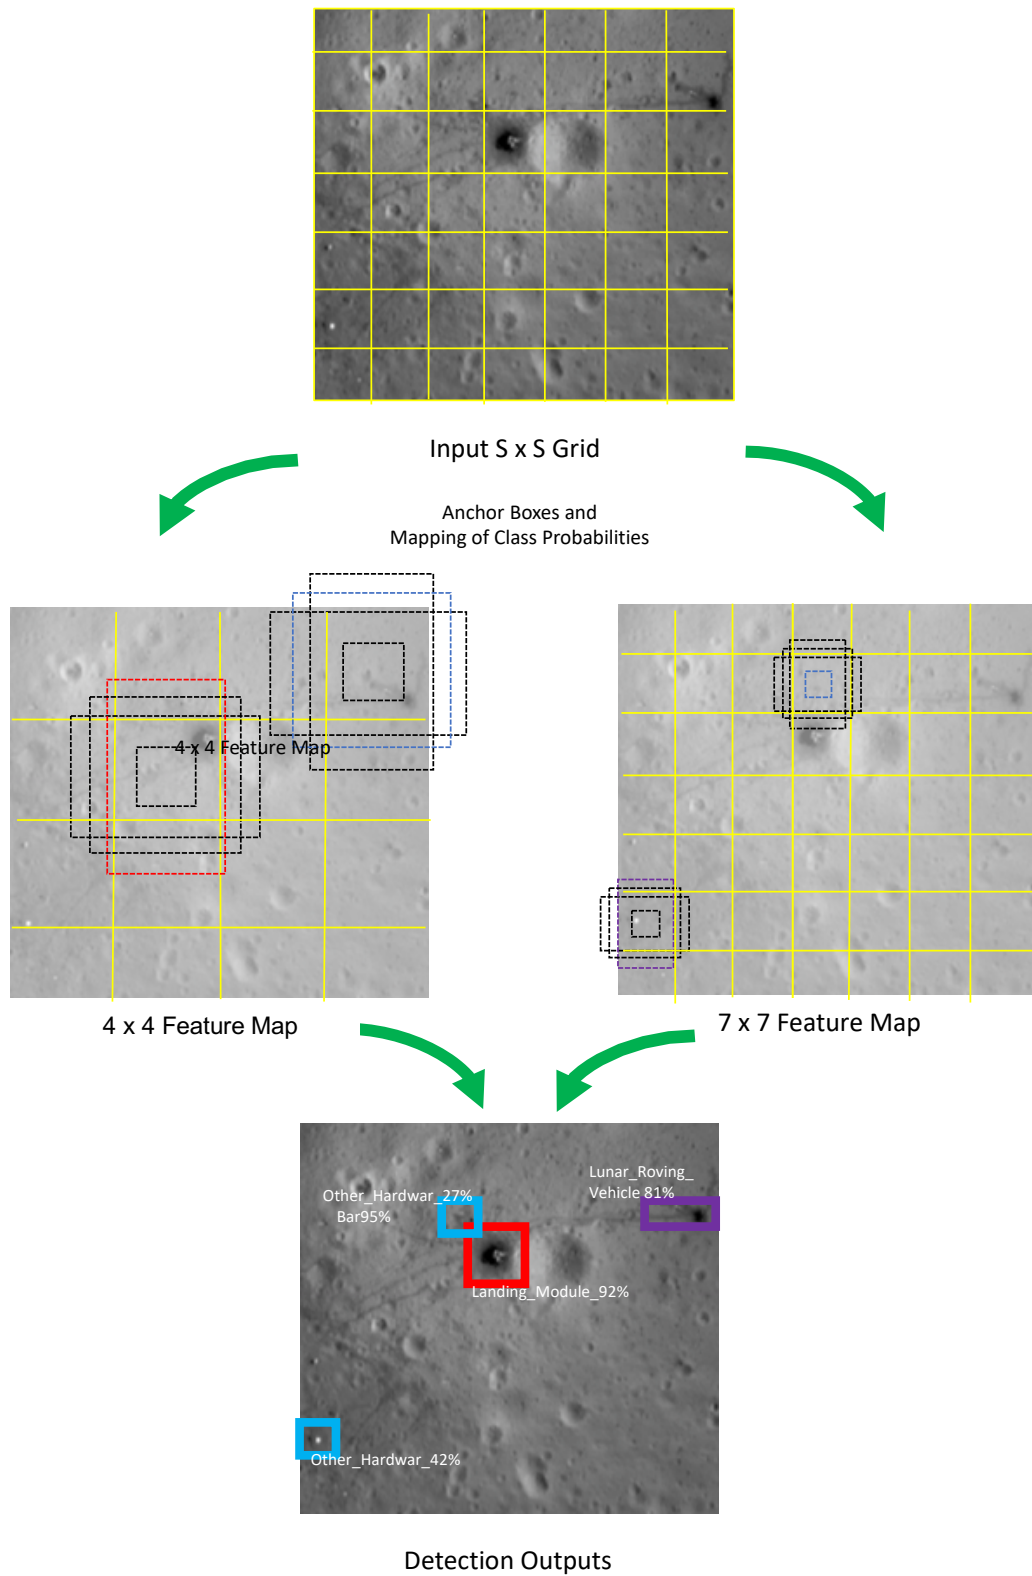 Input S x S Grid
Anchor Boxes and
Mapping of Class Probabilities
4 x 4 Feature Map
4 x 4 Feature Map
7 x 7 Feature Map
Lunar_Roving_
Vehicle 81%
Other_Hardwar_27%
Bar95%
Landing_Module_92%
Other_Hardwar_42%
Detection Outputs